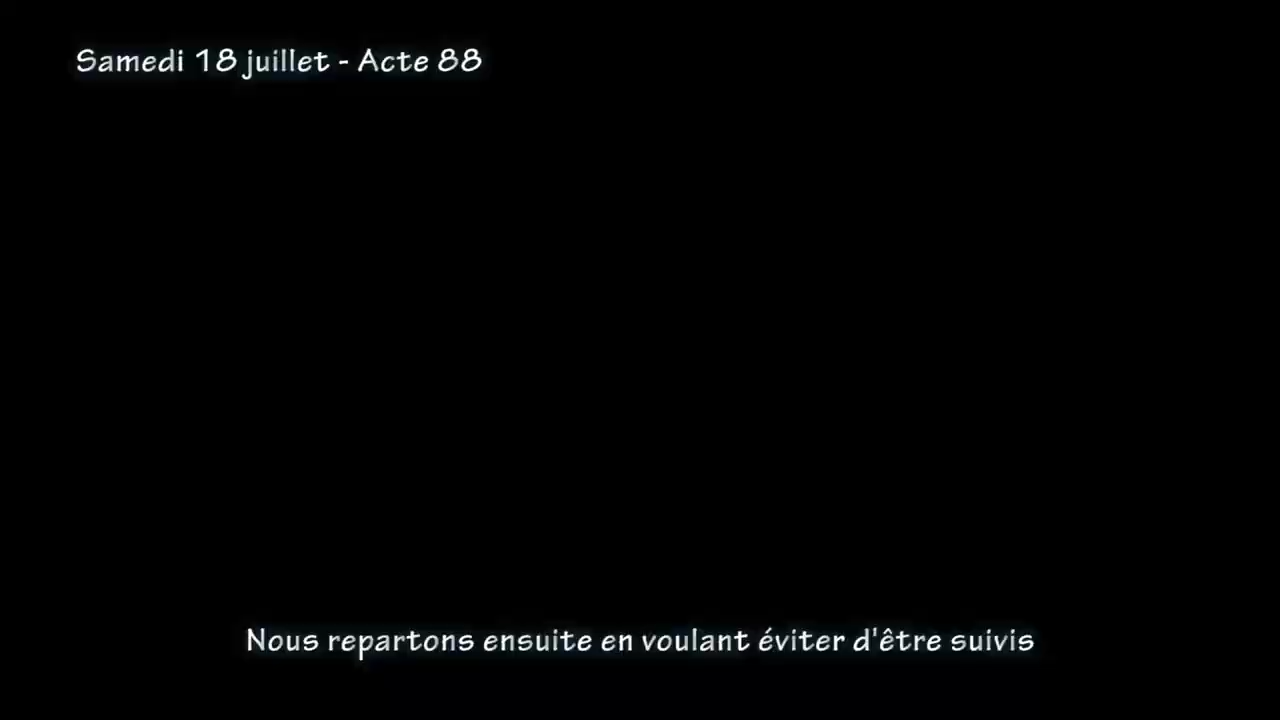 Samedi 18 juillet - Acte 88
Nous repartons ensuite en voulant éviter d'être suivis